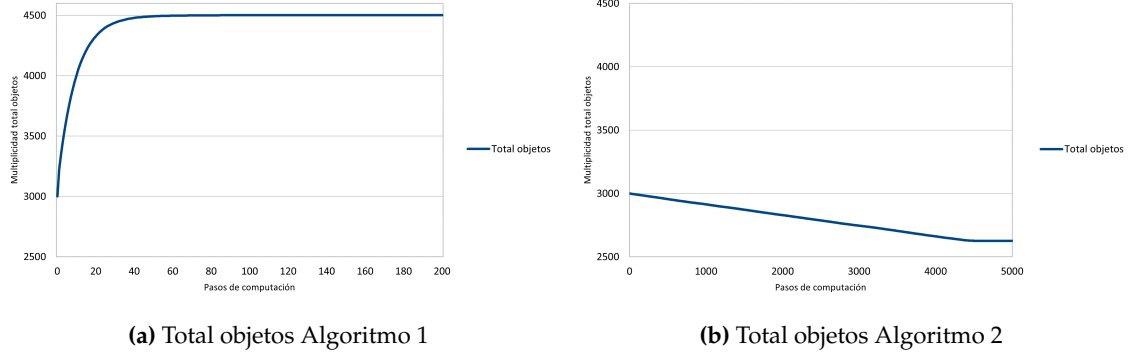 4500
4000
3500
3000
2500
Multiplicidad total objetos
0 20 40 60 80 100 120 140 160 180 200
Pasos de computación
Total objetos
(a) Total objetos Algoritmo 1
4500
4000
3500
3000
2500
Multiplicidad total objetos
0 1000 2000 3000 4000 5000
Pasos de computación
Total objetos
(b) Total objetos Algoritmo 2